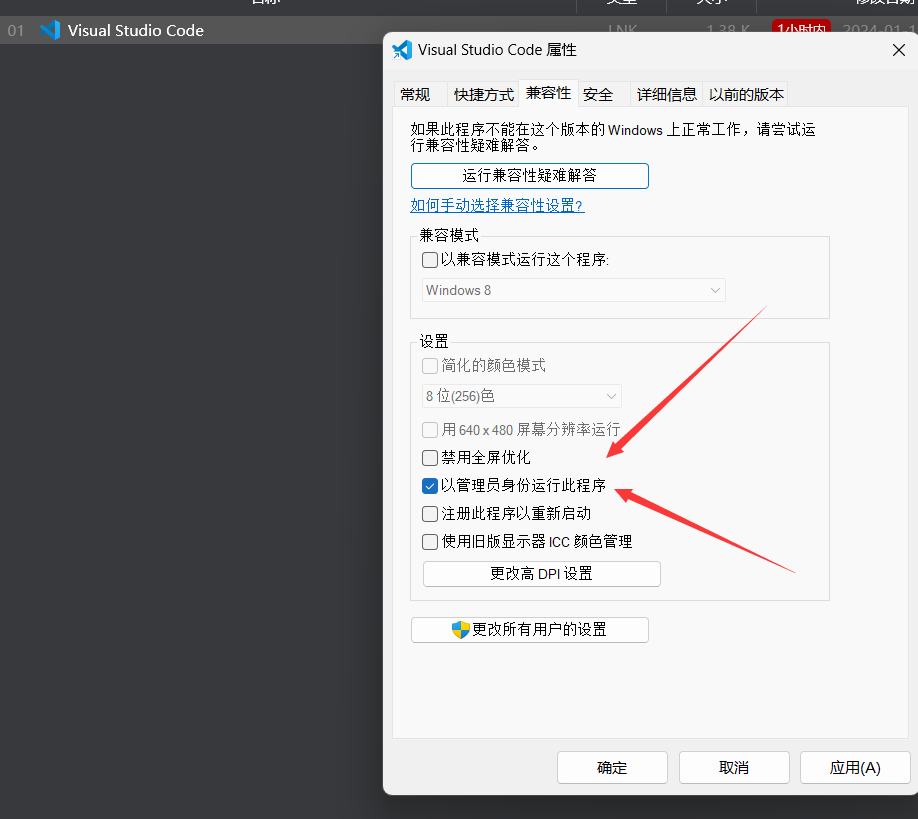 01 Visual Studio Code LNK 1.38 K 1小时内
Visual Studio Code 属性
常规 快捷方式 兼容性 安全 详细信息 以前的版本
如果此程序不能在这个版本的 Windows 上正常工作，请尝试运
行兼容性疑难解答。
运行兼容性疑难解答
如何手动选择兼容性设置?
兼容模式
以兼容模式运行这个程序:
Windows 8
设置
简化的颜色模式
8 位(256)色
用 640 x 480 屏幕分辨率运行
禁用全屏优化
以管理员身份运行此程序
注册此程序以重新启动
使用旧版显示器 ICC 颜色管理
更改高 DPI 设置
更改所有用户的设置
确定 取消 应用(A)